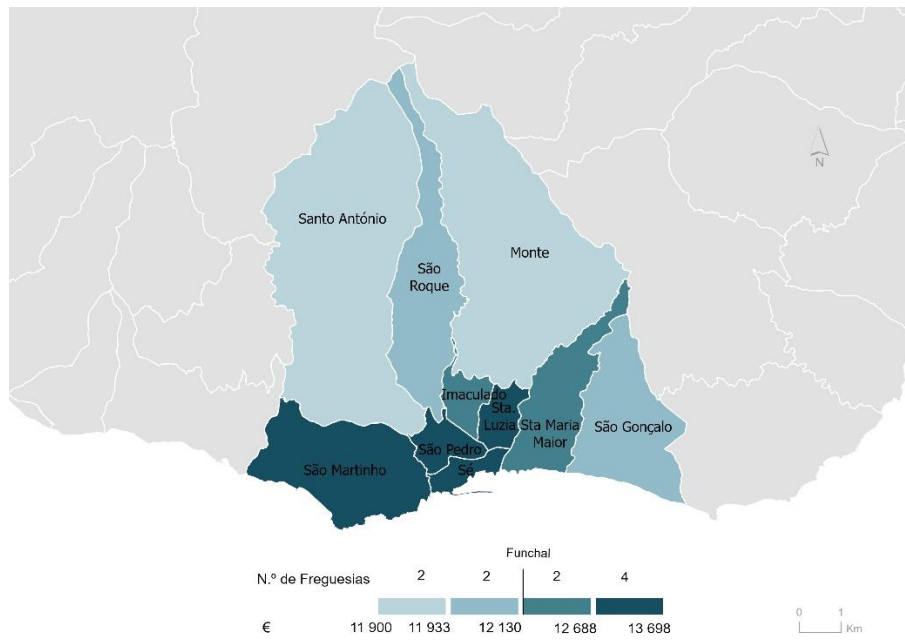 N
Santo António
Monte
São
Roque
Imaculado
Sta.
Luzia
Sta Maria
Maior
São Gonçalo
São Pedro
São Martinho
Sé
Funchal
N.º de Freguesias 2 2 2 4
€ 11 900 11 933 12 130 12 688 13 698
0 1
Km